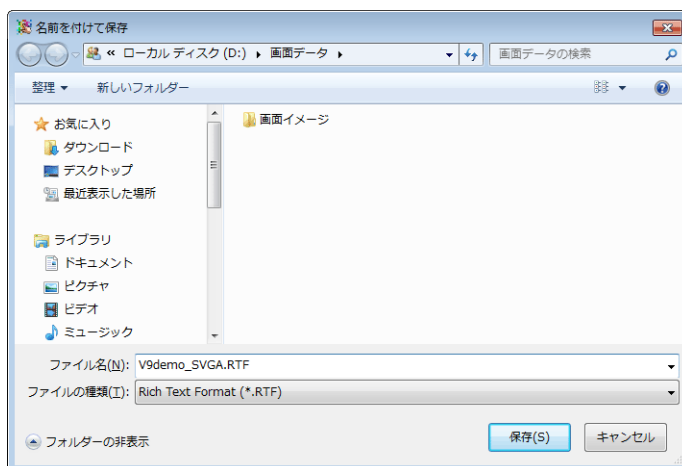 名前を付けて保存
« ローカル ディスク (D:) 画面データ 画面データの検索
整理 新しいフォルダー
お気に入り
ダウンロード
デスクトップ
最近表示した場所
ライブラリ
ドキュメント
ピクチャ
ビデオ
ミュージック
画面イメージ
ファイル名(N): V9demo_SVGA.RTF
ファイルの種類(T): Rich Text Format (*.RTF)
フォルダーの非表示 保存(S) キャンセル